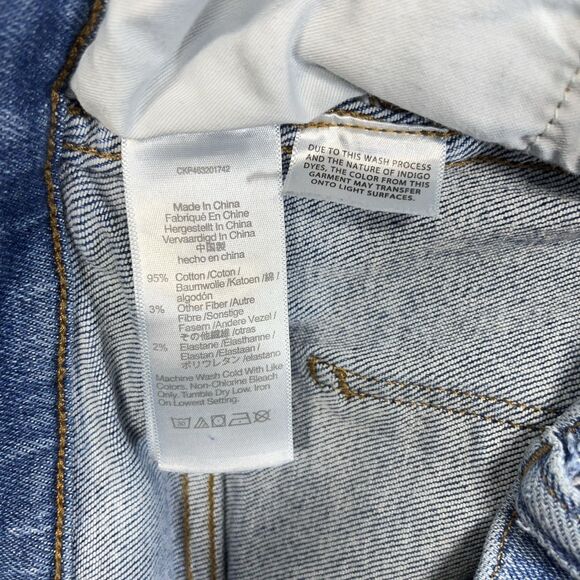 CKP463201742
Made In China
Fabriqué En Chine
Hergestellt In China
Vervaardigd In China
中国製
hecho en china
95% Cotton /Coton /
Baumwolle /Katoen /綿 /
algodón
3% Other Fiber /Autre
Fibre /Sonstige
Fasern /Andere Vezel /
その他繊維 /otras
2% Elastane /Elasthanne /
Elastan /Elastaan /
ポリウレタン /elastano
Machine Wash Cold With Like
Colors, Non-Chlorine Bleach
Only. Tumble Dry Low. Iron
On Lowest Setting.
DUE TO THIS WASH PROCESS
AND THE NATURE OF INDIGO
DYES, THE COLOR FROM THIS
GARMENT MAY TRANSFER
ONTO LIGHT SURFACES.